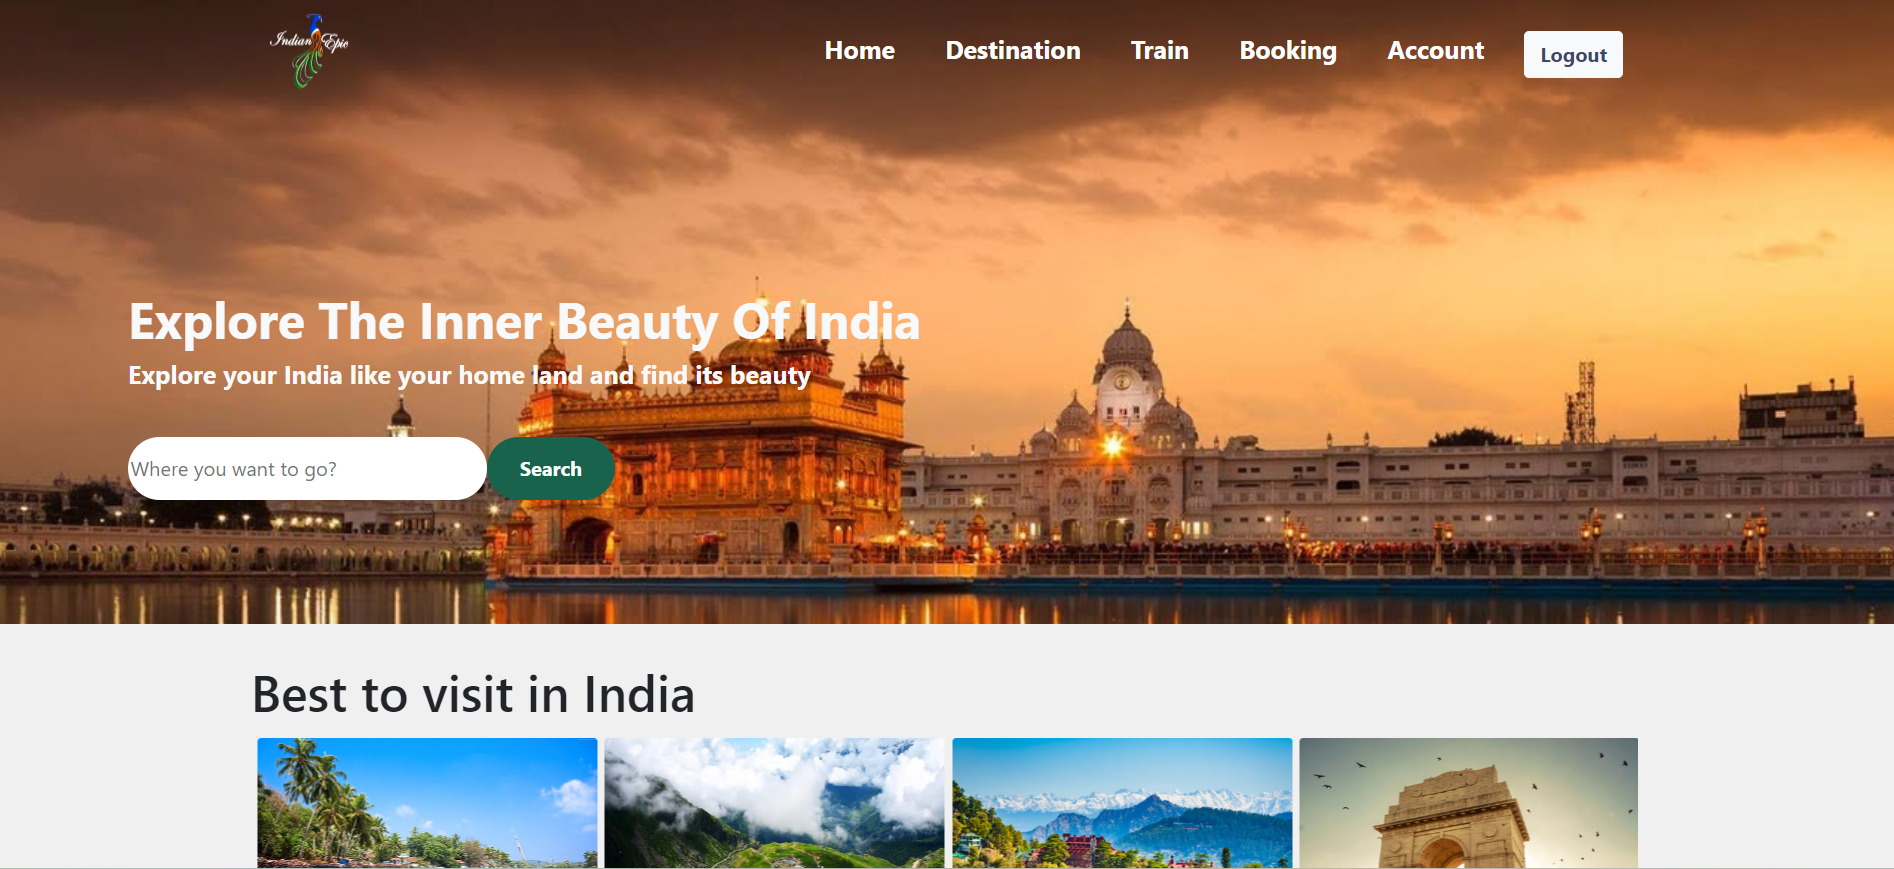 Indian Epic
Home Destination Train Booking Account Logout
Explore The Inner Beauty Of India
Explore your India like your home land and find its beauty
Where you want to go? Search
Best to visit in India